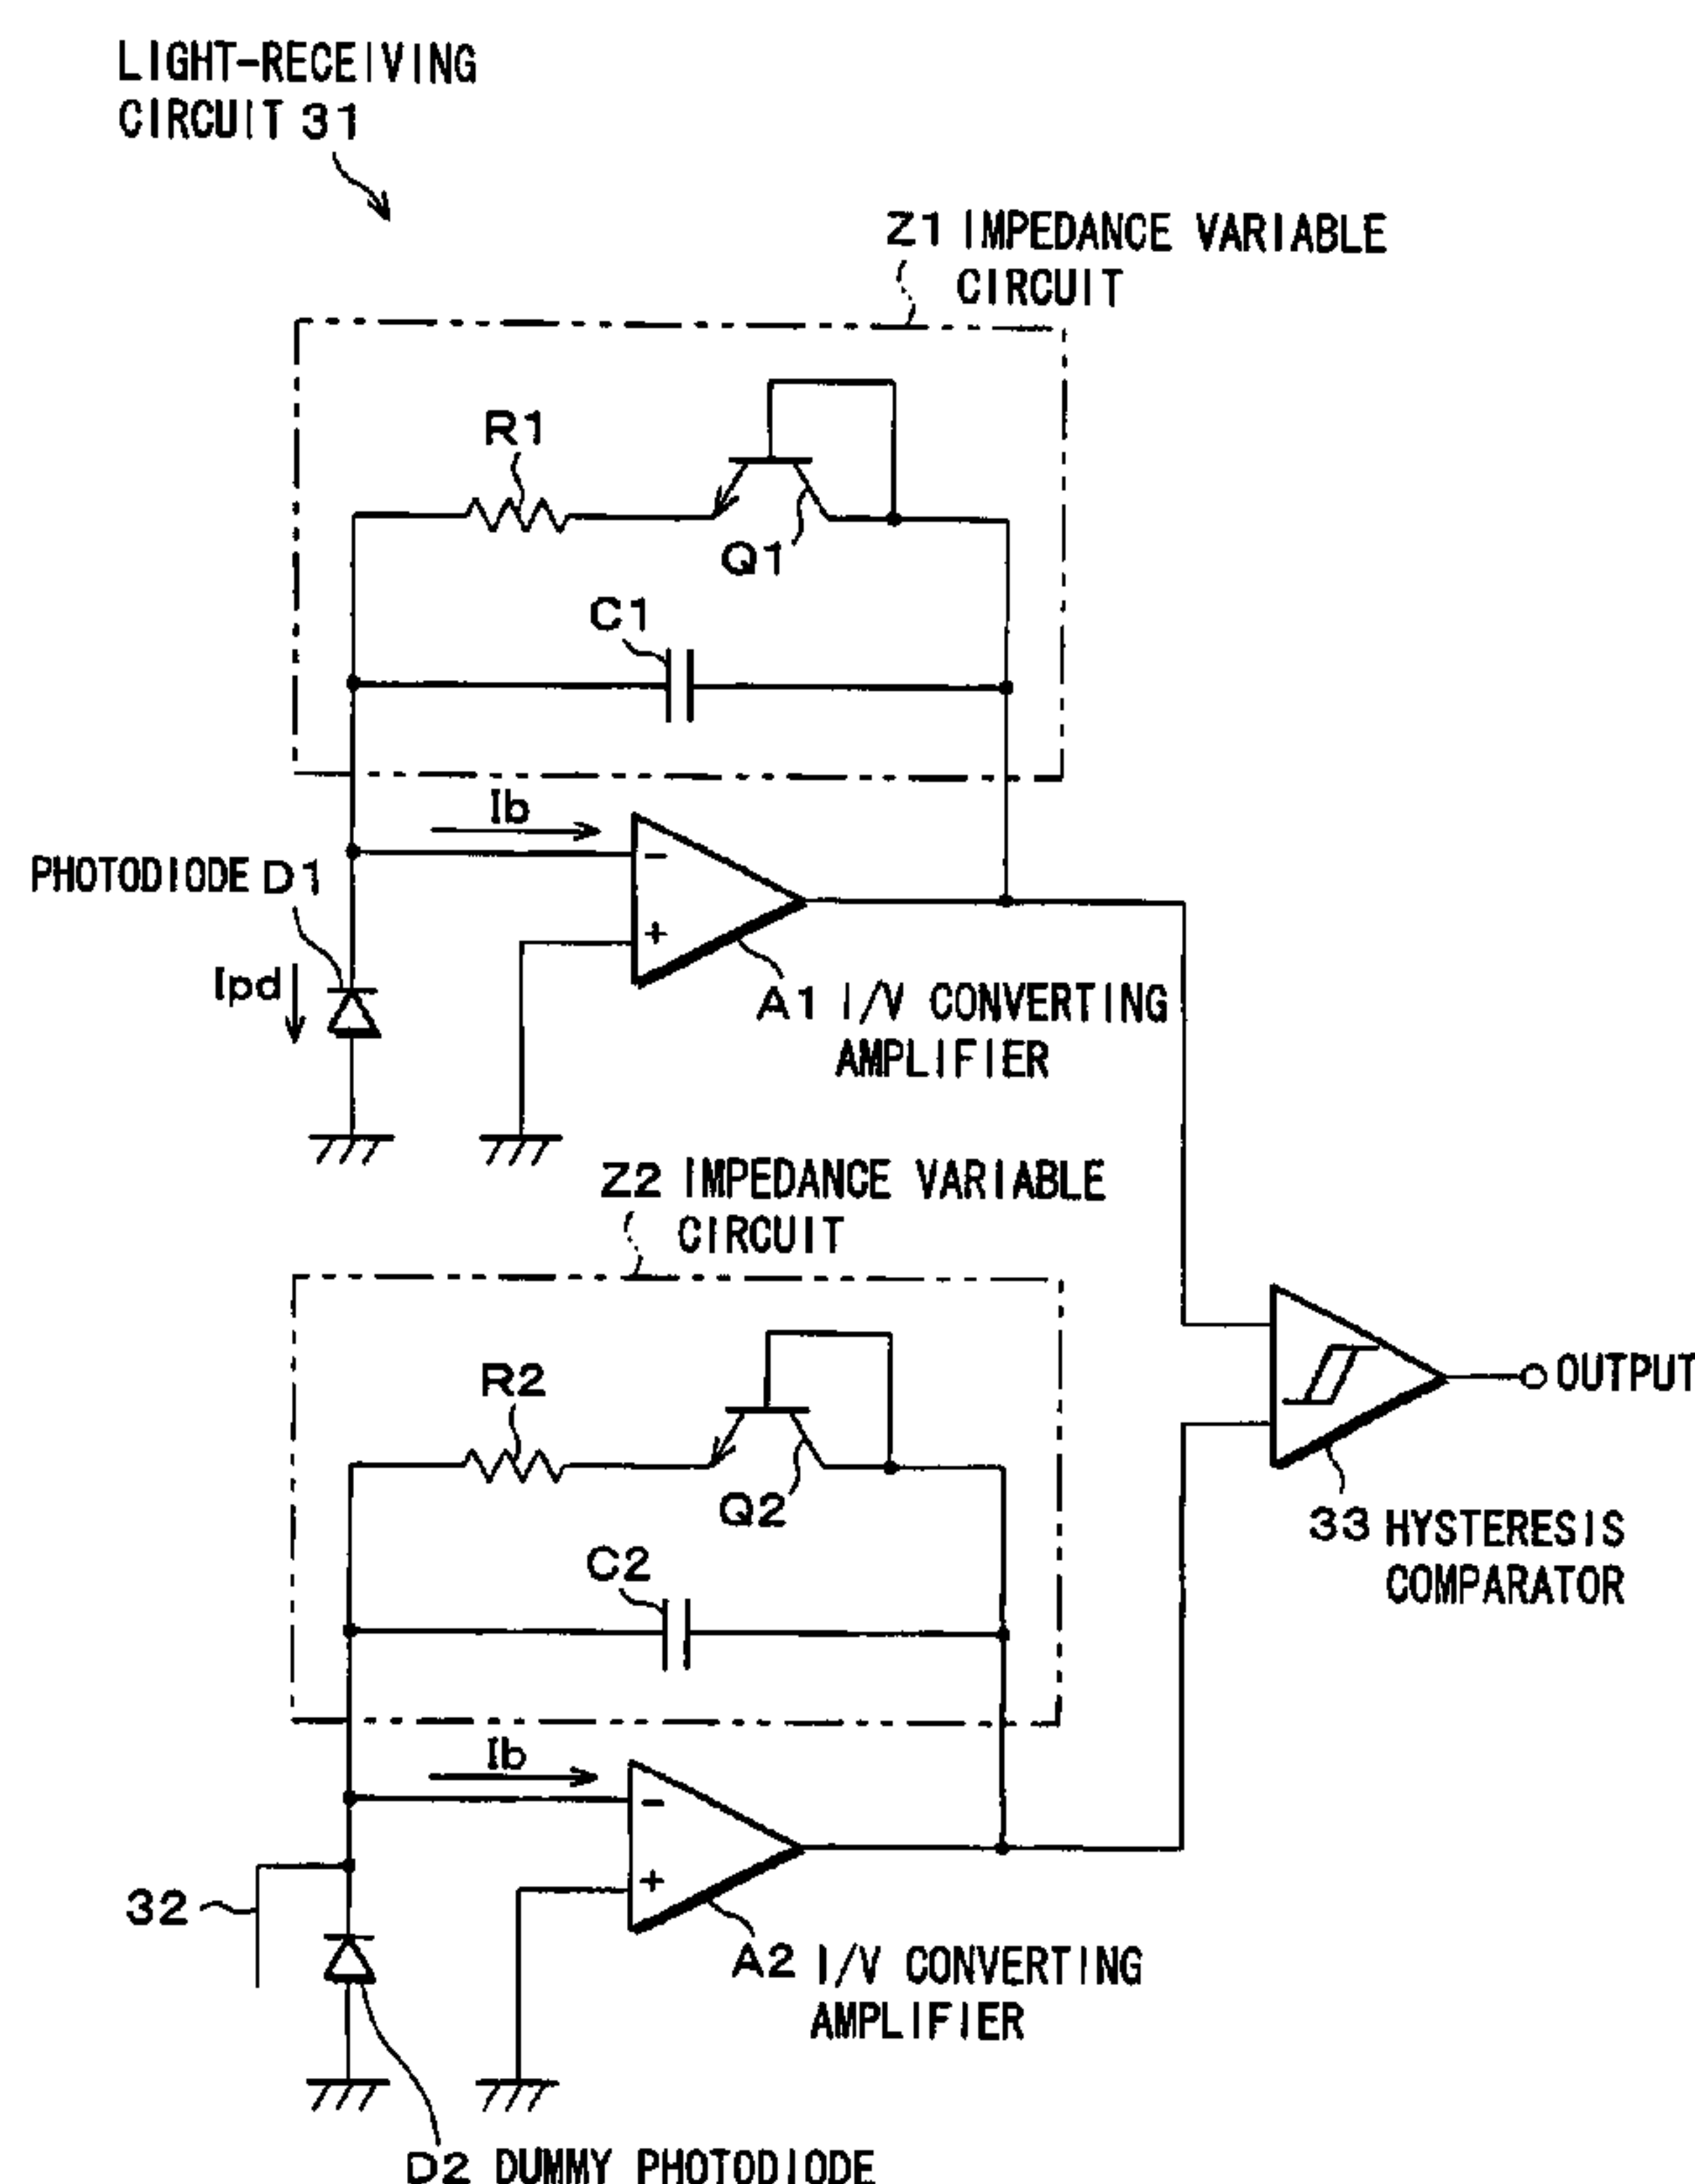 LIGHT-RECEIVING
CIRCUIT 31
Z1 IMPEDANCE VARIABLE
CIRCUIT
R1
Q1
C1
Ib
PHOTODIODE D1
-
+
Ipd
A1 I/V CONVERTING
AMPLIFIER
Z2 IMPEDANCE VARIABLE
CIRCUIT
R2
Q2
C2
OUTPUT
33 HYSTERESIS
COMPARATOR
Ib
-
+
32
A2 I/V CONVERTING
AMPLIFIER
D2 DUMMY PHOTODIODE